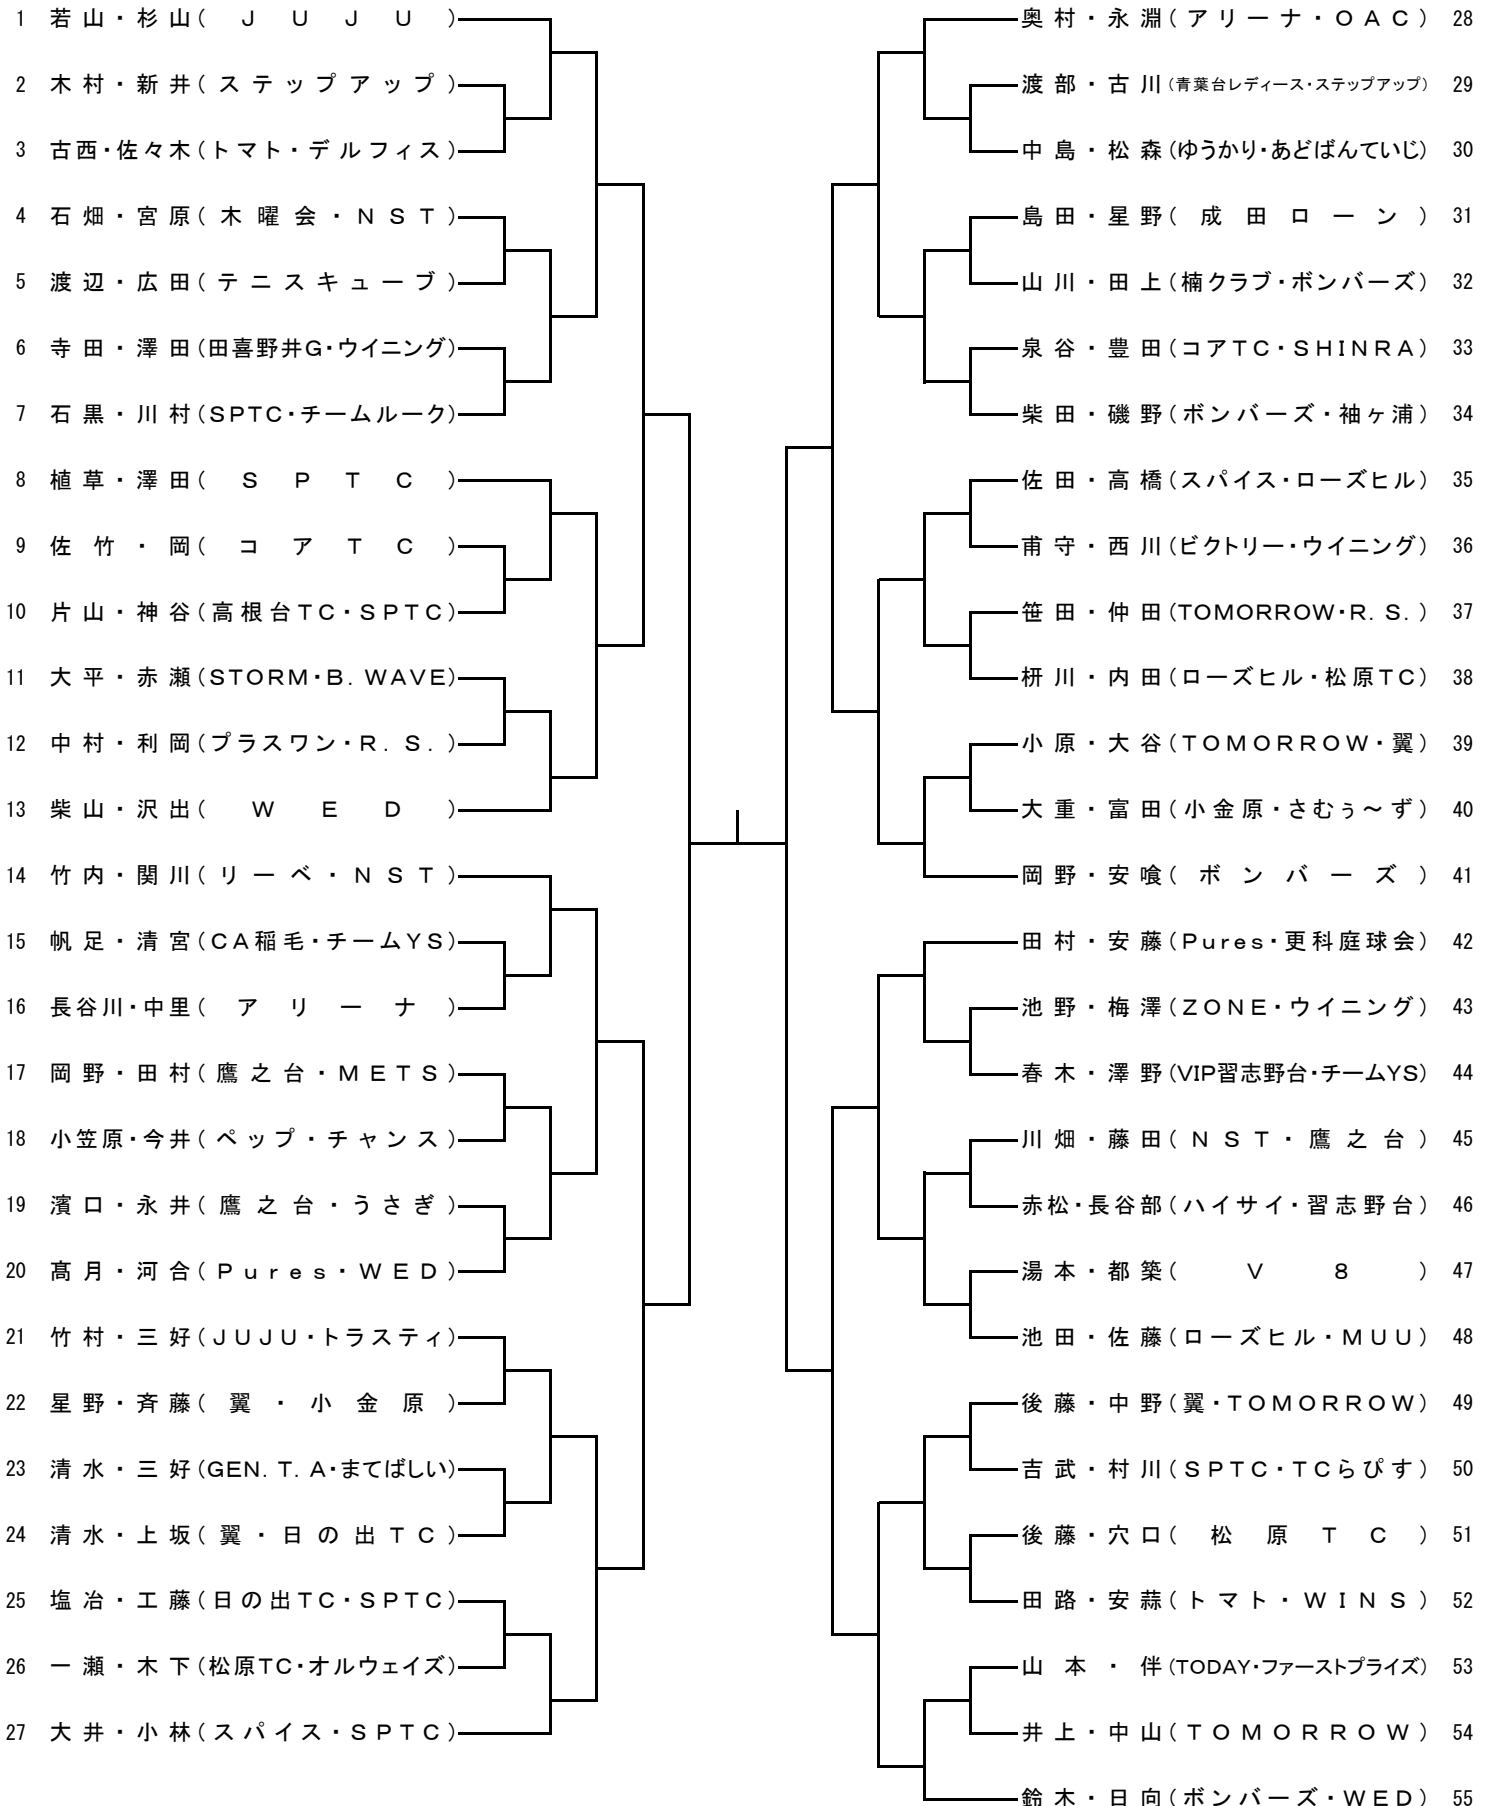 1 若山・杉山(JUJU)
2 木村・新井(ステップアップ)
3 古西・佐々木(トマト・デルフィス)
4 石畑・宮原(木曜会・NST)
5 渡辺・広田(テニスキューブ)
6 寺田・澤田(田喜野井G・ウイニング)
7 石黒・川村(SPTC・チームルーク)
8 植草・澤田(SPTC)
9 佐竹・岡(コアTC)
10 片山・神谷(高根台TC・SPTC)
11 大平・赤瀬(STORM・B.WAVE)
12 中村・利岡(プラスワン・R.S.)
13 柴山・沢出(WED)
14 竹内・関川(リーベ・NST)
15 帆足・清宮(CA稲毛・チームYS)
16 長谷川・中里(アリーナ)
17 岡野・田村(鷹之台・METS)
18 小笠原・今井(ペップ・チャンス)
19 濱口・永井(鷹之台・うさぎ)
20 髙月・河合(Pures・WED)
21 竹村・三好(JUJU・トラスティ)
22 星野・斉藤(翼・小金原)
23 清水・三好(GEN.T.A・まてばしい)
24 清水・上坂(翼・日の出TC)
25 塩冶・工藤(日の出TC・SPTC)
26 一瀬・木下(松原TC・オルウェイズ)
27 大井・小林(スパイス・SPTC)
奥村・永淵(アリーナ・OAC) 28
渡部・古川(青葉台レディース・ステップアップ) 29
中島・松森(ゆうかり・あどばんていじ) 30
島田・星野(成田ローン) 31
山川・田上(楠クラブ・ボンバーズ) 32
泉谷・豊田(コアTC・SHINRA) 33
柴田・磯野(ボンバーズ・袖ヶ浦) 34
佐田・高橋(スパイス・ローズヒル) 35
甫守・西川(ビクトリー・ウイニング) 36
笹田・仲田(TOMORROW・R.S.) 37
枡川・内田(ローズヒル・松原TC) 38
小原・大谷(TOMORROW・翼) 39
大重・富田(小金原・さむぅ～ず) 40
岡野・安喰(ボンバーズ) 41
田村・安藤(Pures・更科庭球会) 42
池野・梅澤(ZONE・ウイニング) 43
春木・澤野(VIP習志野台・チームYS) 44
川畑・藤田(NST・鷹之台) 45
赤松・長谷部(ハイサイ・習志野台) 46
湯本・都築(V8) 47
池田・佐藤(ローズヒル・MUU) 48
後藤・中野(翼・TOMORROW) 49
吉武・村川(SPTC・TCらぴす) 50
後藤・穴口(松原TC) 51
田路・安蒜(トマト・WINS) 52
山本・伴(TODAY・ファーストプライズ) 53
井上・中山(TOMORROW) 54
鈴木・日向(ボンバーズ・WED) 55